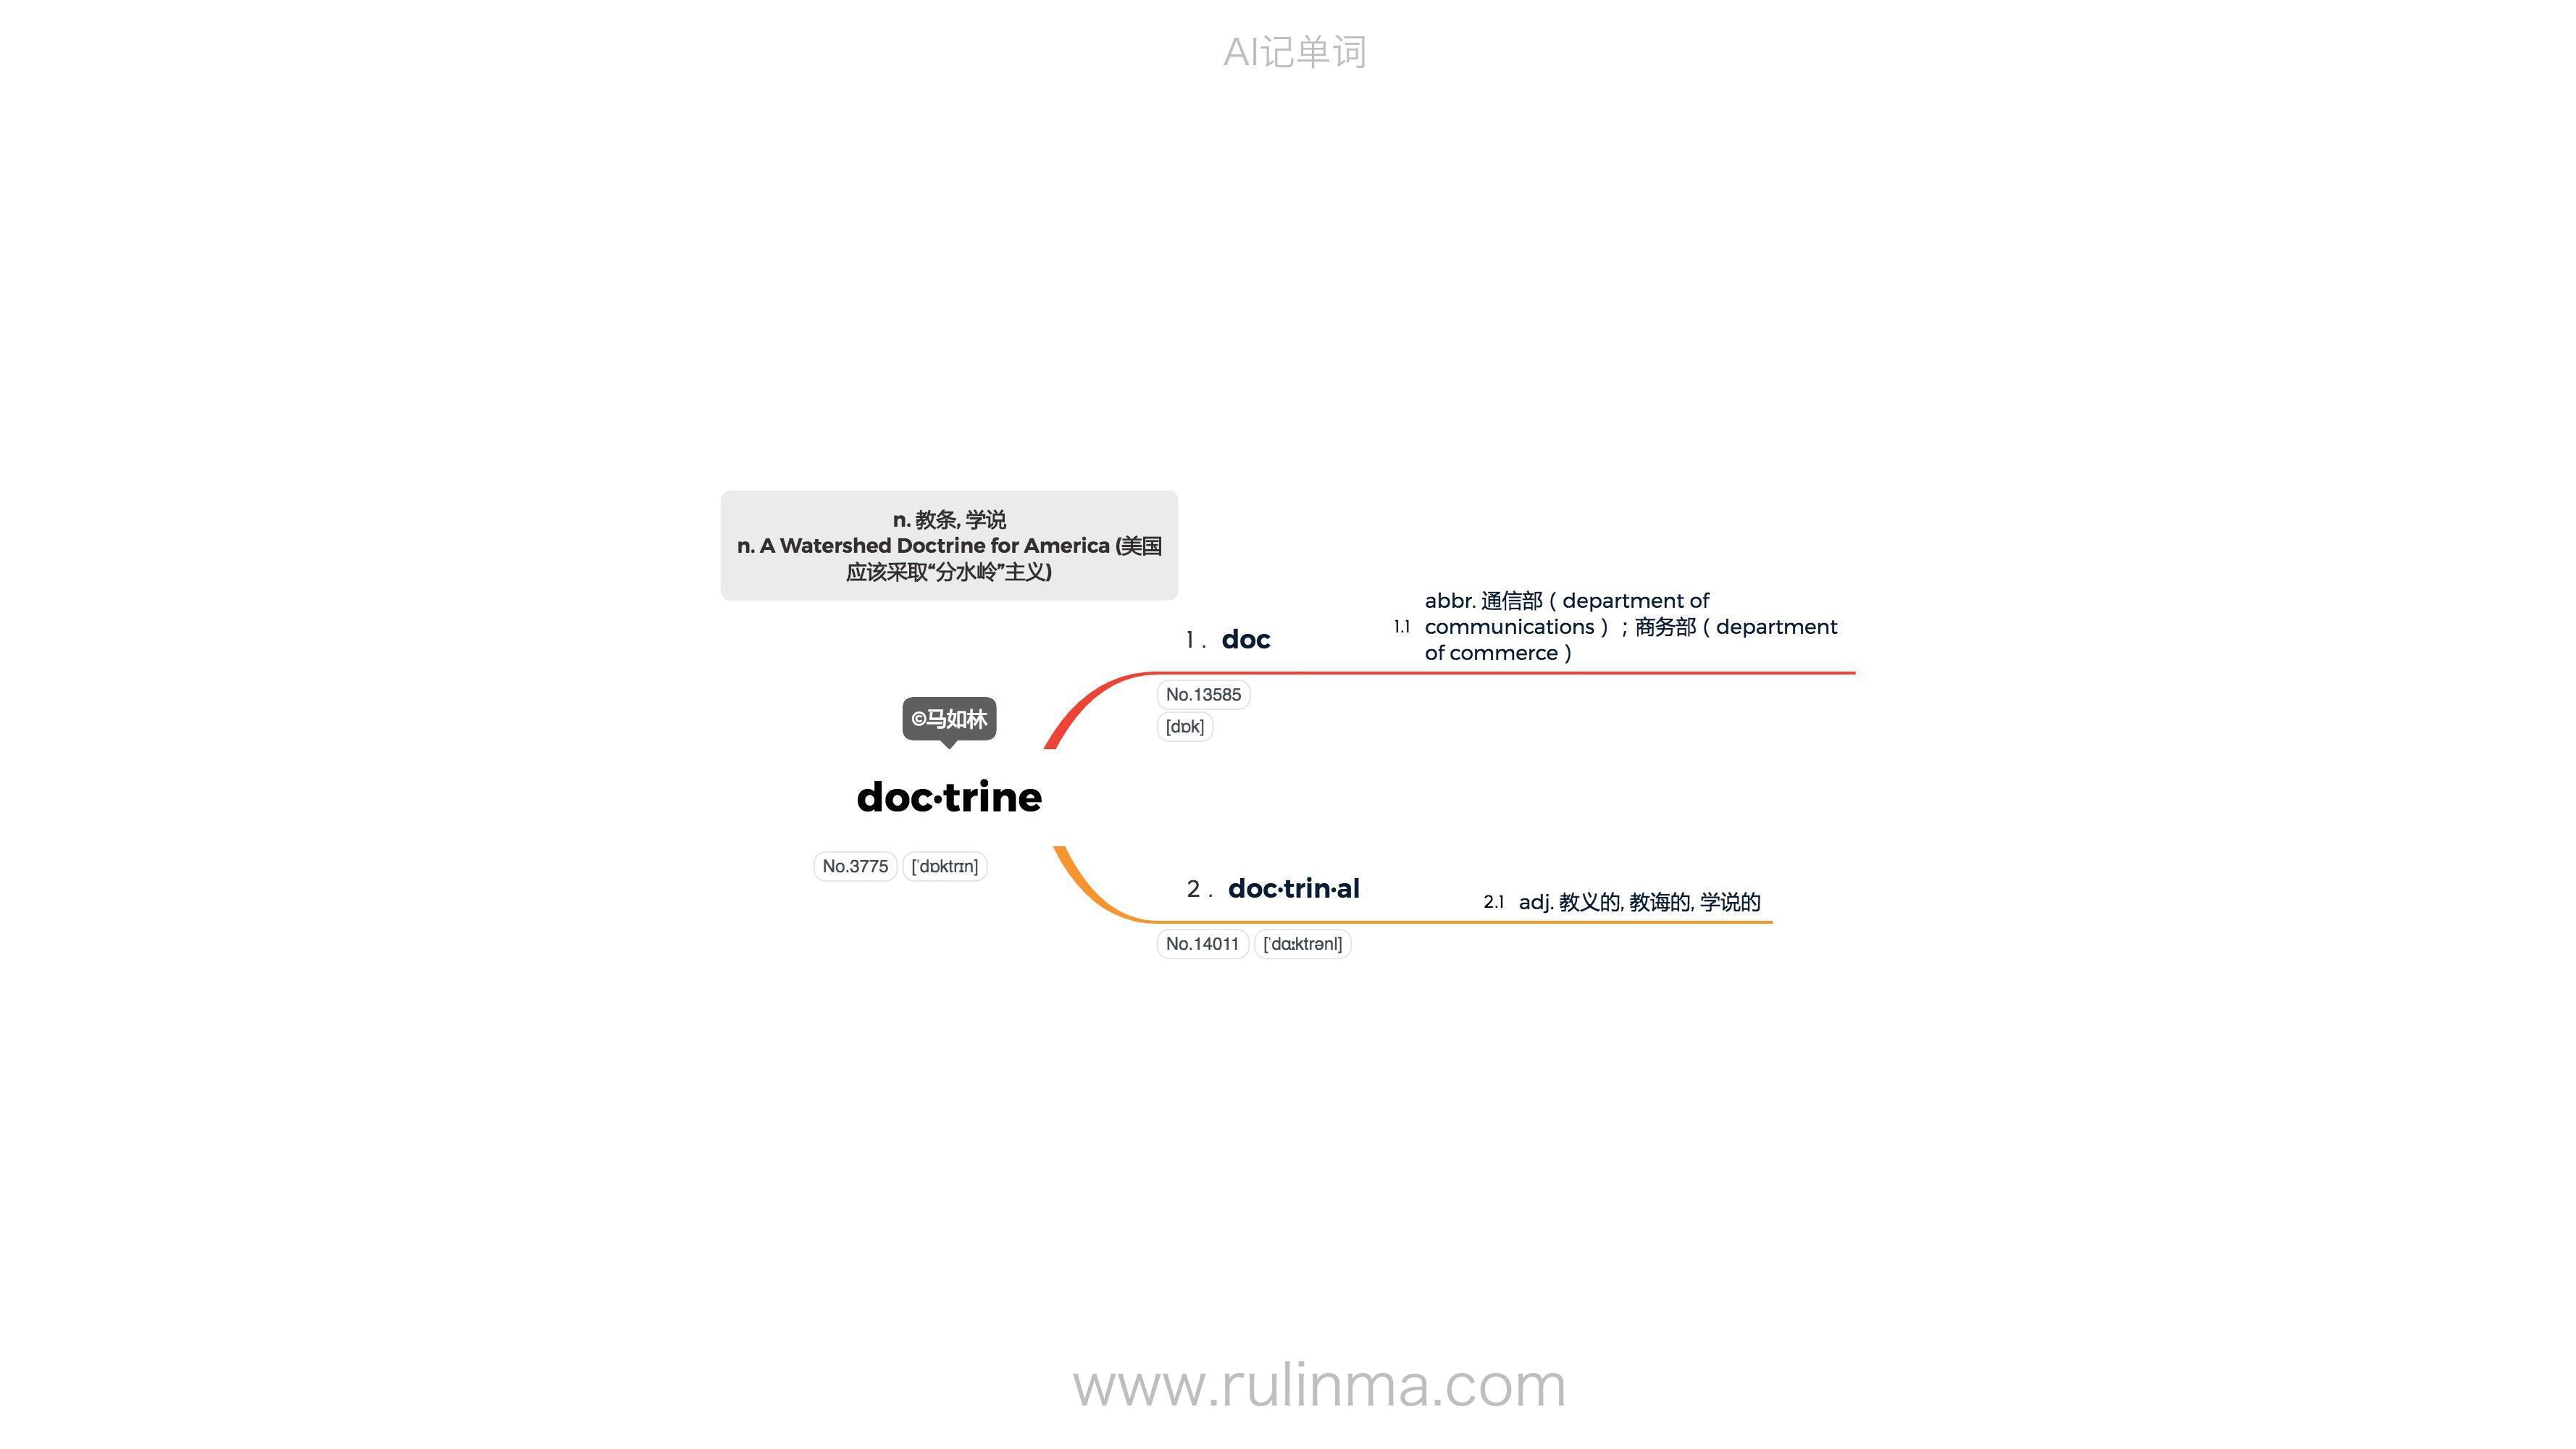 AI记单词
n. 教条, 学说
n. A Watershed Doctrine for America (美国
应该采取“分水岭”主义)
©马如林
doc·trine
No.3775 [ˈdɒktrɪn]
1. doc
No.13585
[dɒk]
1.1 abbr. 通信部 ( department of
communications ) ；商务部 ( department
of commerce )
2. doc·trin·al
No.14011 [ˈdɑːktrənl]
2.1 adj. 教义的, 教诲的, 学说的
www.rulinma.com